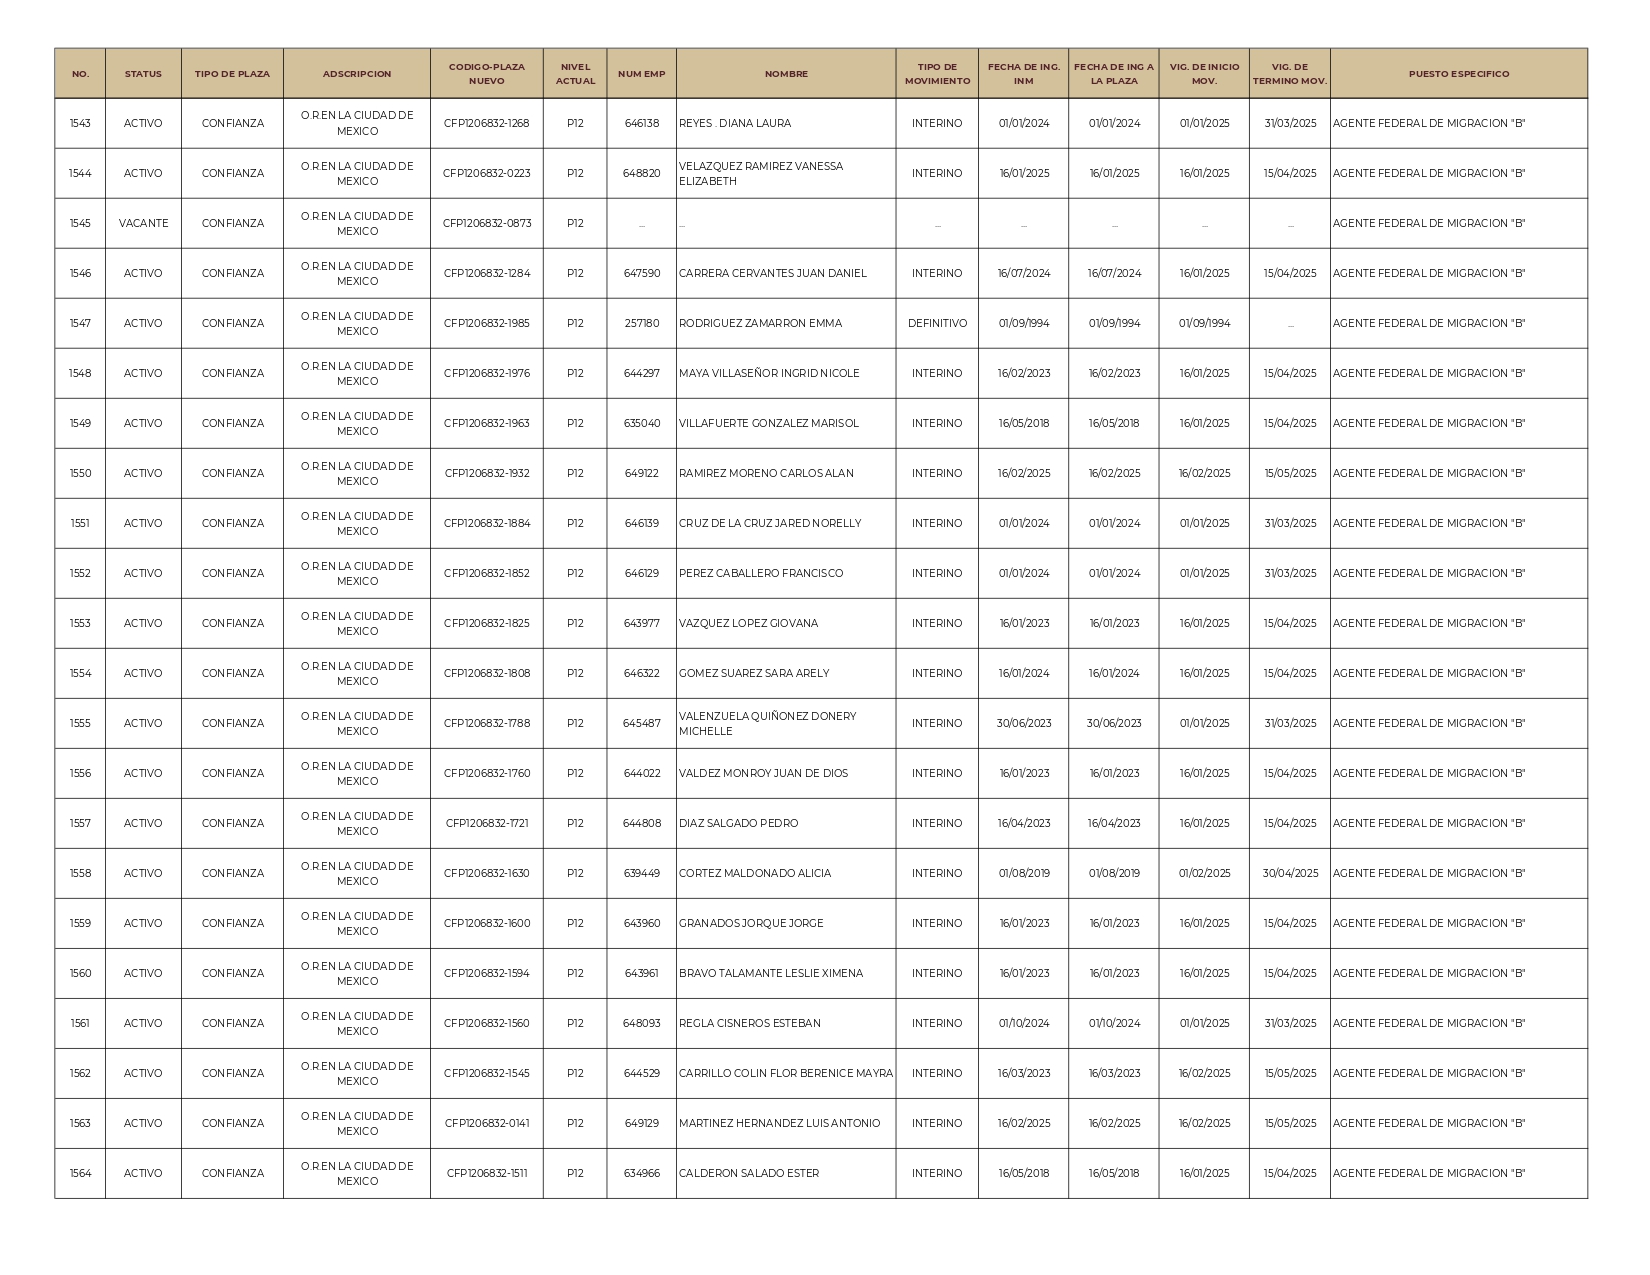 NO. STATUS TIPO DE PLAZA ADSCRIPCION CODIGO-PLAZA NUEVO NIVEL ACTUAL NUM EMP NOMBRE TIPO DE MOVIMIENTO FECHA DE ING. INM FECHA DE ING A LA PLAZA VIG. DE INICIO MOV. VIG. DE TERMINO MOV. PUESTO ESPECIFICO
1543 ACTIVO CONFIANZA O.R.EN LA CIUDAD DE MEXICO CFP1206832-1268 P12 646138 REYES . DIANA LAURA INTERINO 01/01/2024 01/01/2024 01/01/2025 31/03/2025 AGENTE FEDERAL DE MIGRACION "B"
1544 ACTIVO CONFIANZA O.R.EN LA CIUDAD DE MEXICO CFP1206832-0223 P12 648820 VELAZQUEZ RAMIREZ VANESSA ELIZABETH INTERINO 16/01/2025 16/01/2025 16/01/2025 15/04/2025 AGENTE FEDERAL DE MIGRACION "B"
1545 VACANTE CONFIANZA O.R.EN LA CIUDAD DE MEXICO CFP1206832-0873 P12 ... ... ... ... ... ... ... AGENTE FEDERAL DE MIGRACION "B"
1546 ACTIVO CONFIANZA O.R.EN LA CIUDAD DE MEXICO CFP1206832-1284 P12 647590 CARRERA CERVANTES JUAN DANIEL INTERINO 16/07/2024 16/07/2024 16/01/2025 15/04/2025 AGENTE FEDERAL DE MIGRACION "B"
1547 ACTIVO CONFIANZA O.R.EN LA CIUDAD DE MEXICO CFP1206832-1985 P12 257180 RODRIGUEZ ZAMARRON EMMA DEFINITIVO 01/09/1994 01/09/1994 01/09/1994 ... AGENTE FEDERAL DE MIGRACION "B"
1548 ACTIVO CONFIANZA O.R.EN LA CIUDAD DE MEXICO CFP1206832-1976 P12 644297 MAYA VILLASEÑOR INGRID NICOLE INTERINO 16/02/2023 16/02/2023 16/01/2025 15/04/2025 AGENTE FEDERAL DE MIGRACION "B"
1549 ACTIVO CONFIANZA O.R.EN LA CIUDAD DE MEXICO CFP1206832-1963 P12 635040 VILLAFUERTE GONZALEZ MARISOL INTERINO 16/05/2018 16/05/2018 16/01/2025 15/04/2025 AGENTE FEDERAL DE MIGRACION "B"
1550 ACTIVO CONFIANZA O.R.EN LA CIUDAD DE MEXICO CFP1206832-1932 P12 649122 RAMIREZ MORENO CARLOS ALAN INTERINO 16/02/2025 16/02/2025 16/02/2025 15/05/2025 AGENTE FEDERAL DE MIGRACION "B"
1551 ACTIVO CONFIANZA O.R.EN LA CIUDAD DE MEXICO CFP1206832-1884 P12 646139 CRUZ DE LA CRUZ JARED NORELLY INTERINO 01/01/2024 01/01/2024 01/01/2025 31/03/2025 AGENTE FEDERAL DE MIGRACION "B"
1552 ACTIVO CONFIANZA O.R.EN LA CIUDAD DE MEXICO CFP1206832-1852 P12 646129 PEREZ CABALLERO FRANCISCO INTERINO 01/01/2024 01/01/2024 01/01/2025 31/03/2025 AGENTE FEDERAL DE MIGRACION "B"
1553 ACTIVO CONFIANZA O.R.EN LA CIUDAD DE MEXICO CFP1206832-1825 P12 643977 VAZQUEZ LOPEZ GIOVANA INTERINO 16/01/2023 16/01/2023 16/01/2025 15/04/2025 AGENTE FEDERAL DE MIGRACION "B"
1554 ACTIVO CONFIANZA O.R.EN LA CIUDAD DE MEXICO CFP1206832-1808 P12 646322 GOMEZ SUAREZ SARA ARELY INTERINO 16/01/2024 16/01/2024 16/01/2025 15/04/2025 AGENTE FEDERAL DE MIGRACION "B"
1555 ACTIVO CONFIANZA O.R.EN LA CIUDAD DE MEXICO CFP1206832-1788 P12 645487 VALENZUELA QUIÑONEZ DONERY MICHELLE INTERINO 30/06/2023 30/06/2023 01/01/2025 31/03/2025 AGENTE FEDERAL DE MIGRACION "B"
1556 ACTIVO CONFIANZA O.R.EN LA CIUDAD DE MEXICO CFP1206832-1760 P12 644022 VALDEZ MONROY JUAN DE DIOS INTERINO 16/01/2023 16/01/2023 16/01/2025 15/04/2025 AGENTE FEDERAL DE MIGRACION "B"
1557 ACTIVO CONFIANZA O.R.EN LA CIUDAD DE MEXICO CFP1206832-1721 P12 644808 DIAZ SALGADO PEDRO INTERINO 16/04/2023 16/04/2023 16/01/2025 15/04/2025 AGENTE FEDERAL DE MIGRACION "B"
1558 ACTIVO CONFIANZA O.R.EN LA CIUDAD DE MEXICO CFP1206832-1630 P12 639449 CORTEZ MALDONADO ALICIA INTERINO 01/08/2019 01/08/2019 01/02/2025 30/04/2025 AGENTE FEDERAL DE MIGRACION "B"
1559 ACTIVO CONFIANZA O.R.EN LA CIUDAD DE MEXICO CFP1206832-1600 P12 643960 GRANADOS JORQUE JORGE INTERINO 16/01/2023 16/01/2023 16/01/2025 15/04/2025 AGENTE FEDERAL DE MIGRACION "B"
1560 ACTIVO CONFIANZA O.R.EN LA CIUDAD DE MEXICO CFP1206832-1594 P12 643961 BRAVO TALAMANTE LESLIE XIMENA INTERINO 16/01/2023 16/01/2023 16/01/2025 15/04/2025 AGENTE FEDERAL DE MIGRACION "B"
1561 ACTIVO CONFIANZA O.R.EN LA CIUDAD DE MEXICO CFP1206832-1560 P12 648093 REGLA CISNEROS ESTEBAN INTERINO 01/10/2024 01/10/2024 01/01/2025 31/03/2025 AGENTE FEDERAL DE MIGRACION "B"
1562 ACTIVO CONFIANZA O.R.EN LA CIUDAD DE MEXICO CFP1206832-1545 P12 644529 CARRILLO COLIN FLOR BERENICE MAYRA INTERINO 16/03/2023 16/03/2023 16/02/2025 15/05/2025 AGENTE FEDERAL DE MIGRACION "B"
1563 ACTIVO CONFIANZA O.R.EN LA CIUDAD DE MEXICO CFP1206832-0141 P12 649129 MARTINEZ HERNANDEZ LUIS ANTONIO INTERINO 16/02/2025 16/02/2025 16/02/2025 15/05/2025 AGENTE FEDERAL DE MIGRACION "B"
1564 ACTIVO CONFIANZA O.R.EN LA CIUDAD DE MEXICO CFP1206832-1511 P12 634966 CALDERON SALADO ESTER INTERINO 16/05/2018 16/05/2018 16/01/2025 15/04/2025 AGENTE FEDERAL DE MIGRACION "B"